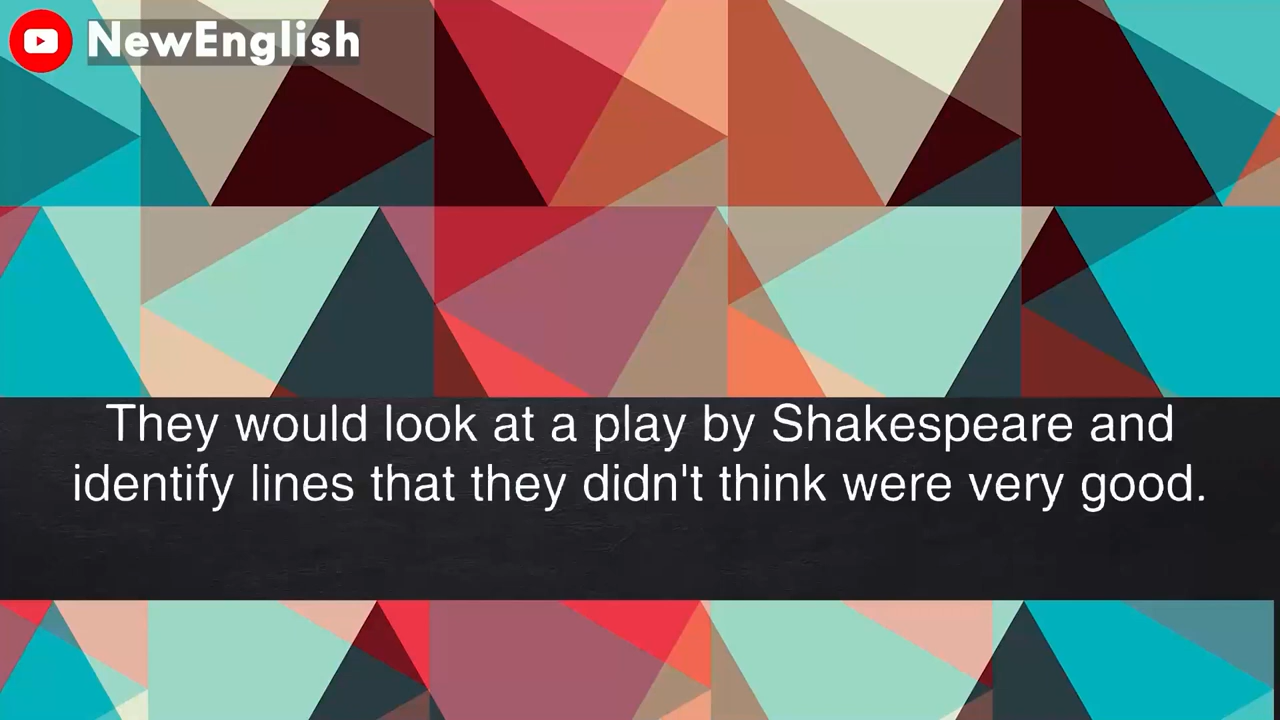 NewEnglish
They would look at a play by Shakespeare and
identify lines that they didn't think were very good.